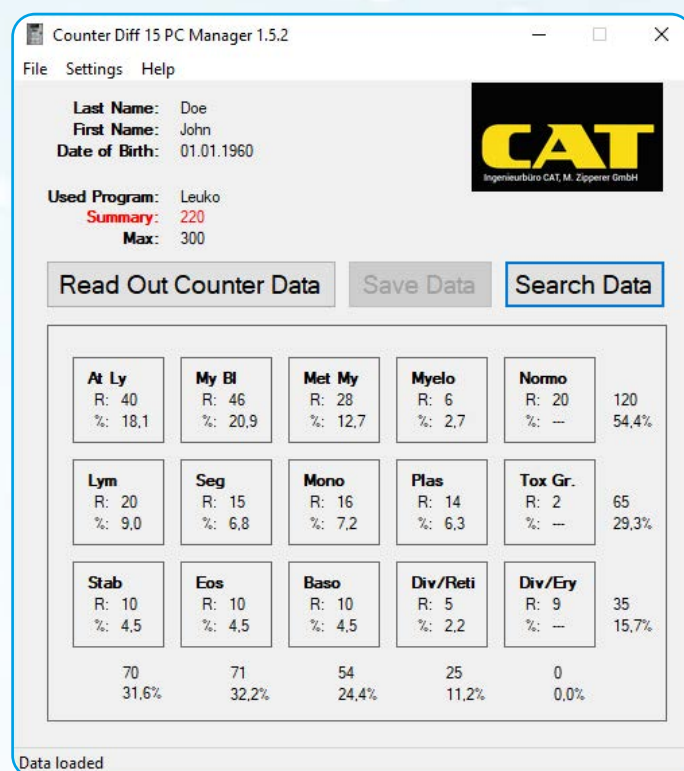 Counter Diff 15 PC Manager 1.5.2
File Settings Help
Last Name: Doe
First Name: John
Date of Birth: 01.01.1960
CAT
Ingenieurbüro CAT, M. Zipperer GmbH
Used Program: Leuko
Summary: 220
Max: 300
Read Out Counter Data Save Data Search Data
At Ly My Bl Met My Myelo Normo
R: 40 R: 46 R: 28 R: 6 R: 20 120
%: 18,1 %: 20,9 %: 12,7 %: 2,7 %: --- 54,4%
Lym Seg Mono Plas Tox Gr.
R: 20 R: 15 R: 16 R: 14 R: 2 65
%: 9,0 %: 6,8 %: 7,2 %: 6,3 %: --- 29,3%
Stab Eos Baso Div/Reti Div/Ery
R: 10 R: 10 R: 10 R: 5 R: 9 35
%: 4,5 %: 4,5 %: 4,5 %: 2,2 %: --- 15,7%
70 71 54 25 0
31,6% 32,2% 24,4% 11,2% 0,0%
Data loaded